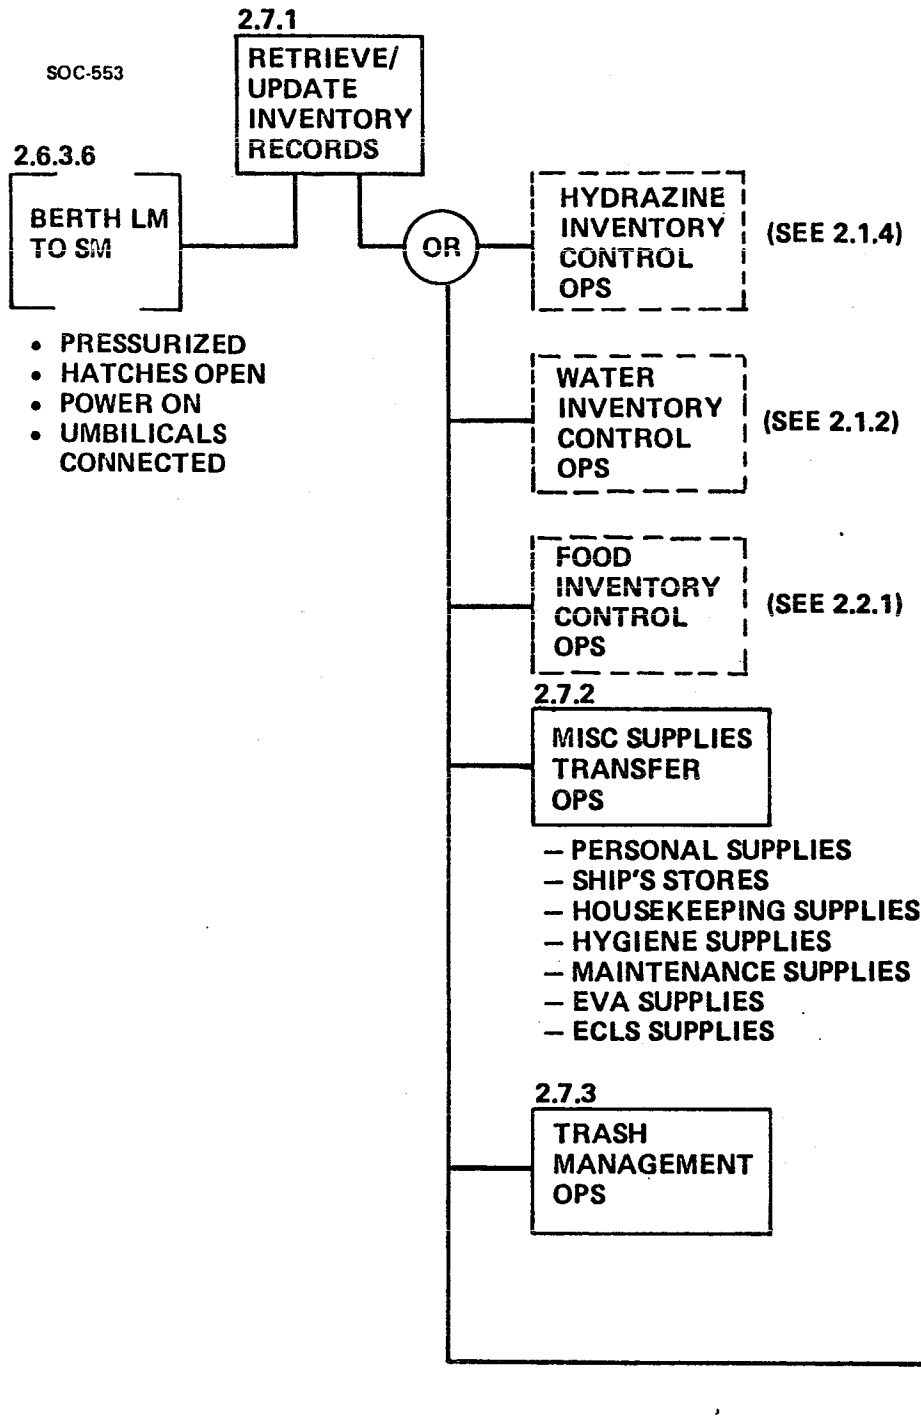 2.7.1
SOC-553
RETRIEVE/
UPDATE
INVENTORY
RECORDS
2.6.3.6
BERTH LM
TO SM
• PRESSURIZED
• HATCHES OPEN
• POWER ON
• UMBILICALS
CONNECTED
OR
HYDRAZINE
INVENTORY
CONTROL
OPS
(SEE 2.1.4)
WATER
INVENTORY
CONTROL
OPS
(SEE 2.1.2)
FOOD
INVENTORY
CONTROL
OPS
(SEE 2.2.1)
2.7.2
MISC SUPPLIES
TRANSFER
OPS
– PERSONAL SUPPLIES
– SHIP'S STORES
– HOUSEKEEPING SUPPLIES
– HYGIENE SUPPLIES
– MAINTENANCE SUPPLIES
– EVA SUPPLIES
– ECLS SUPPLIES
2.7.3
TRASH
MANAGEMENT
OPS